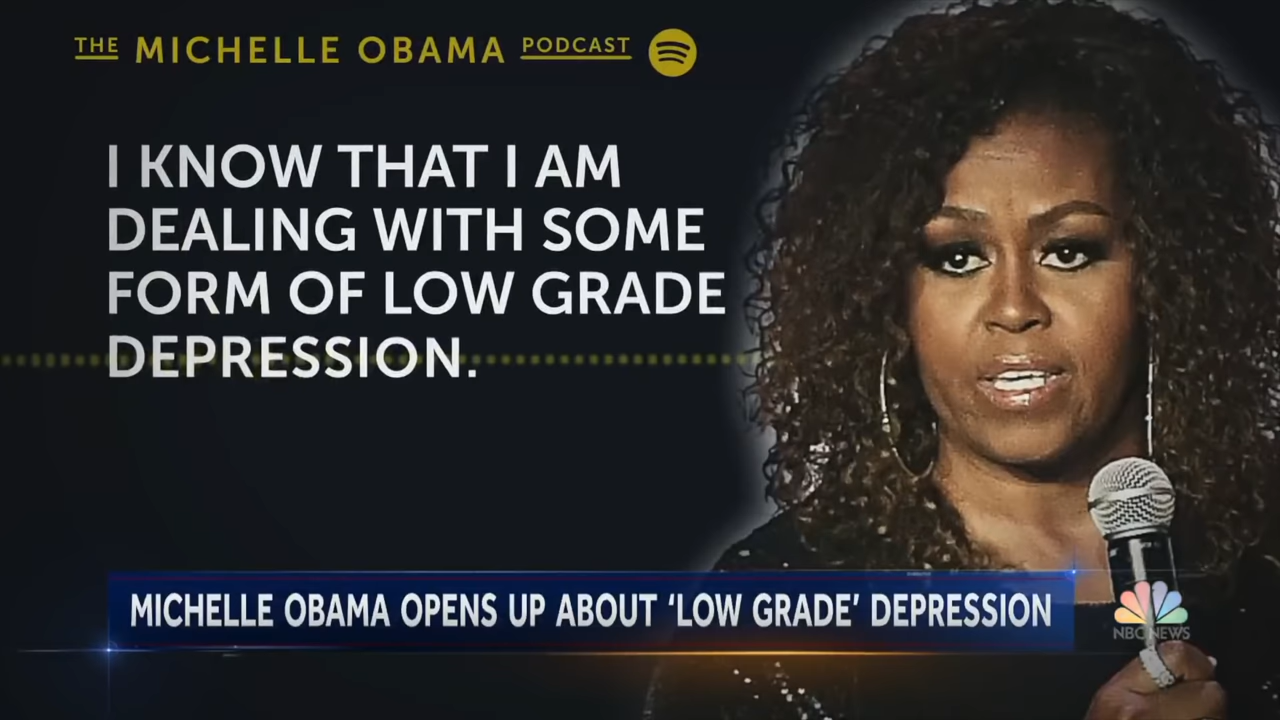 THE MICHELLE OBAMA PODCAST
I KNOW THAT I AM
DEALING WITH SOME
FORM OF LOW GRADE
DEPRESSION.
MICHELLE OBAMA OPENS UP ABOUT ‘LOW GRADE’ DEPRESSION
NBC NEWS